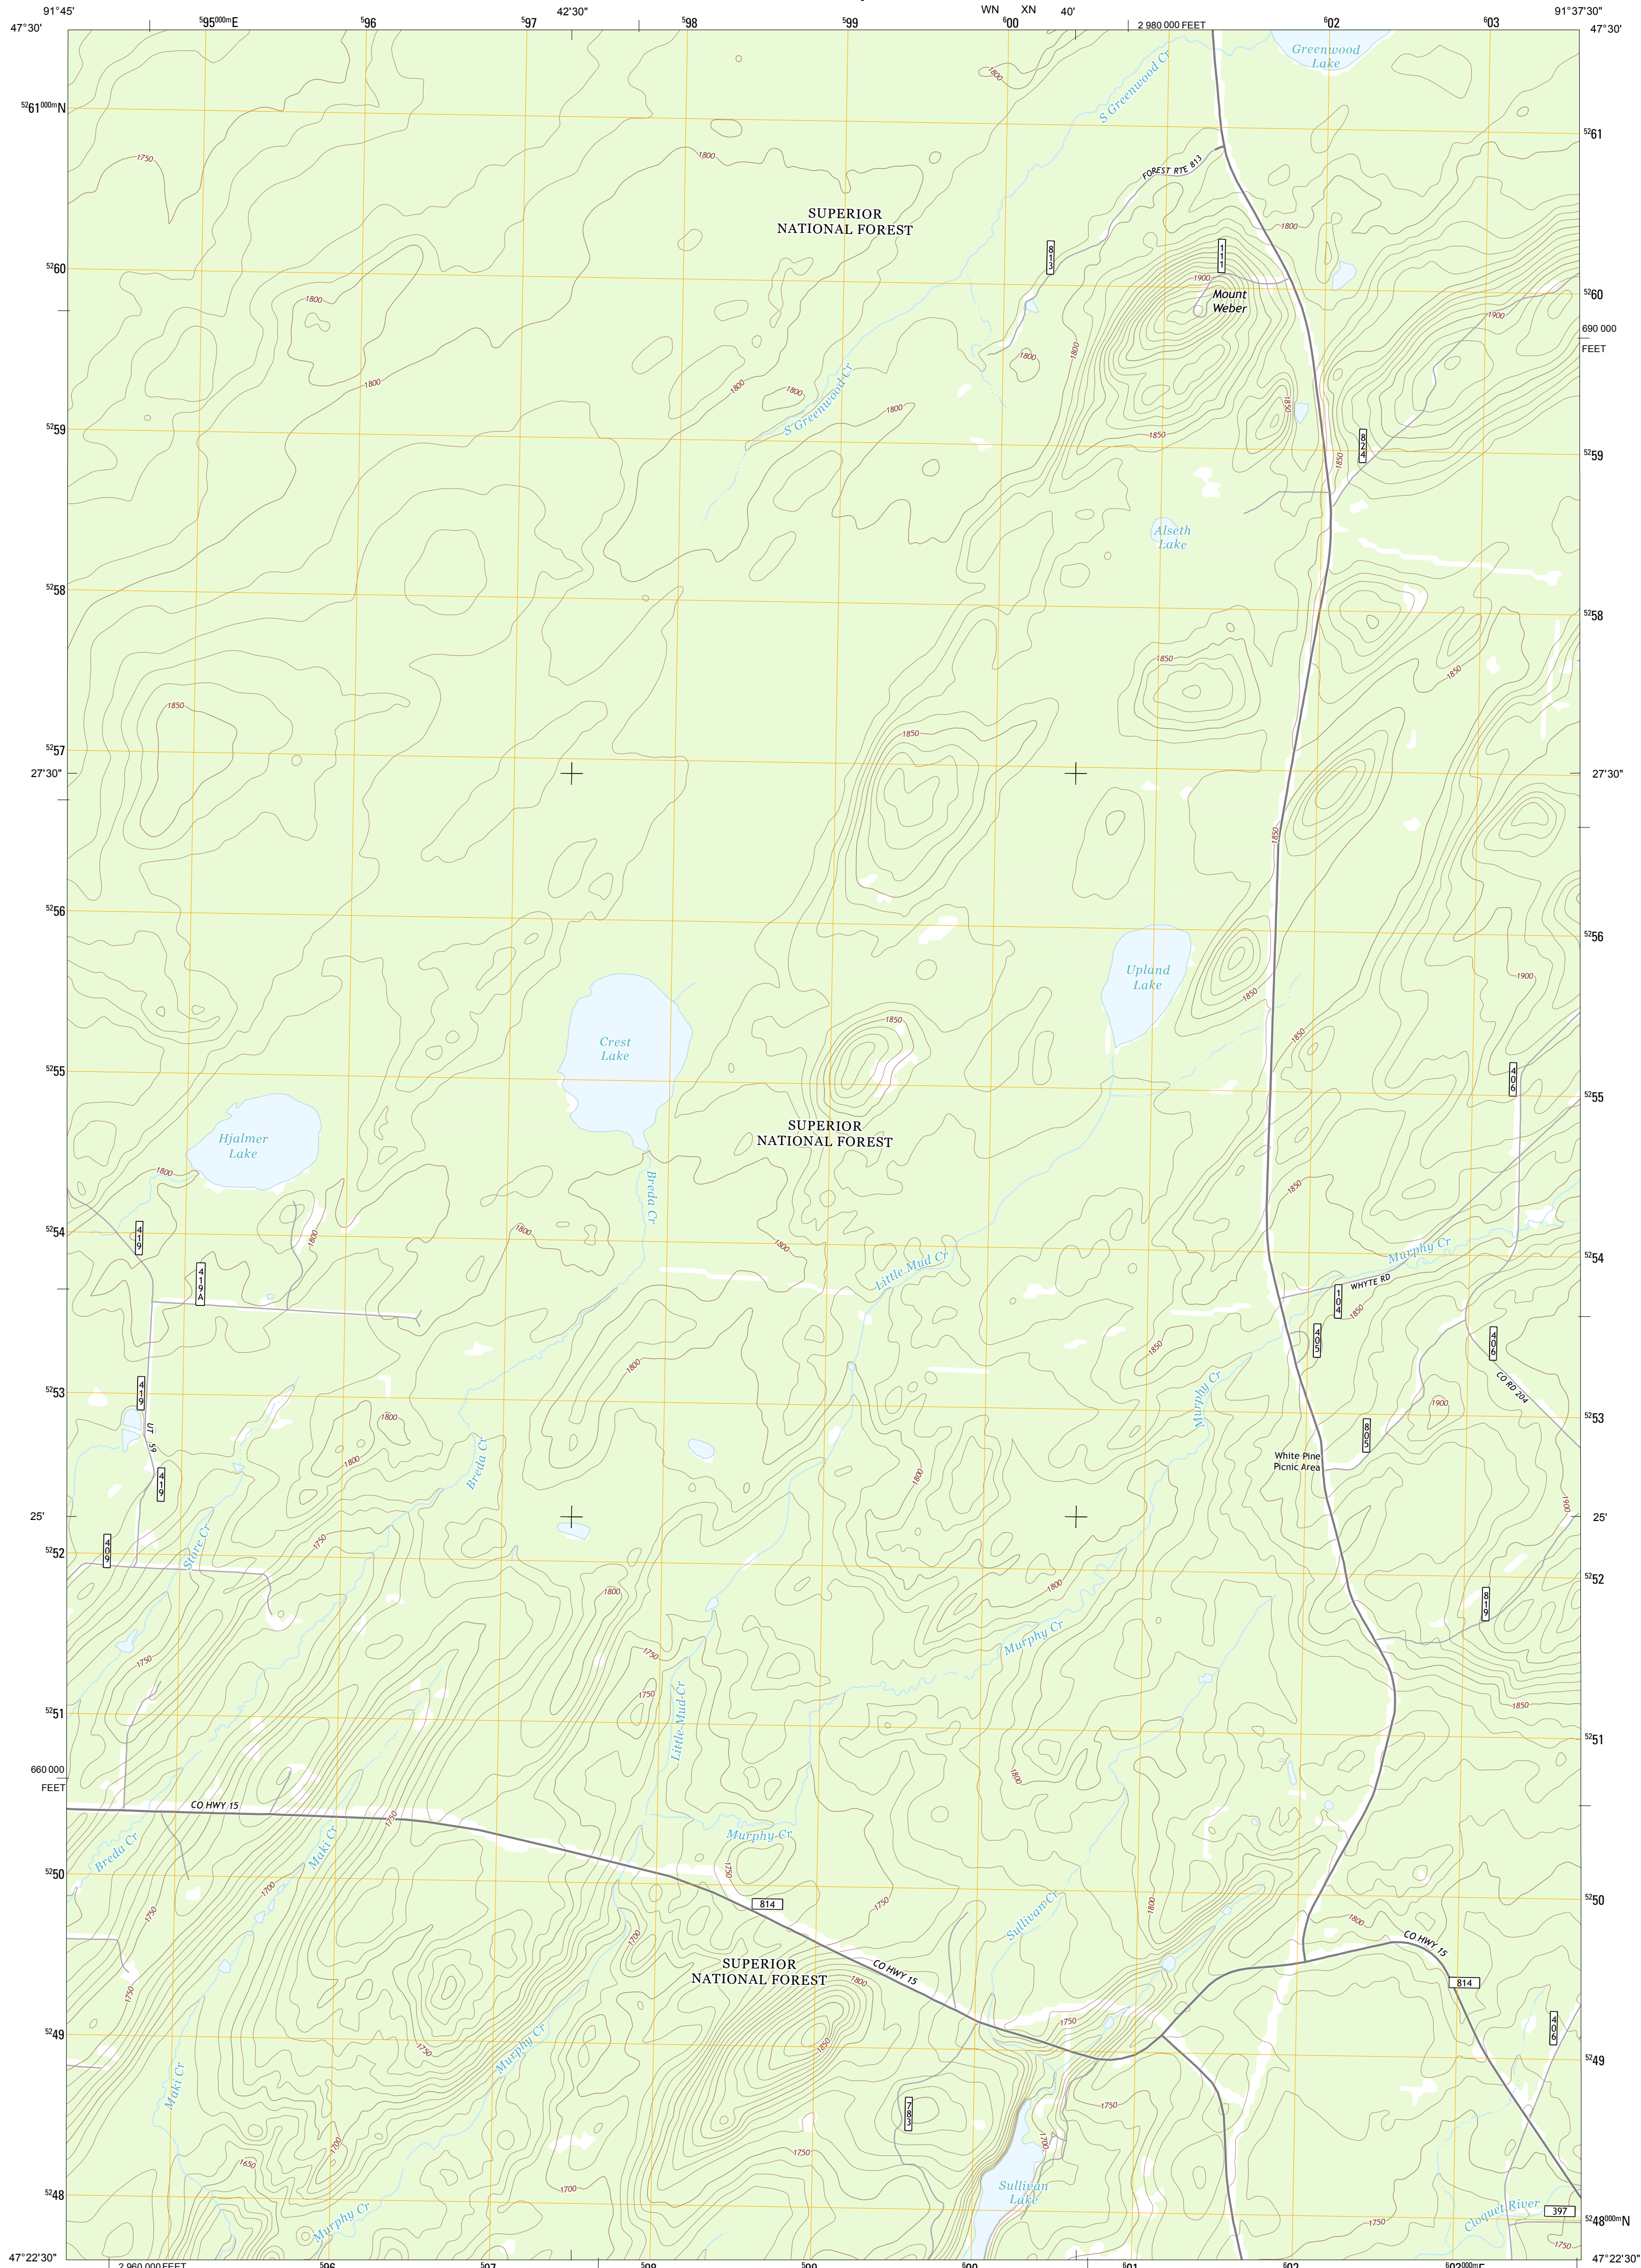 91°45'
⁵95⁰⁰⁰ᵐE
⁵96
⁵97
42'30"
⁵98
⁵99
WN
XN
⁶00
40'
2 980 000 FEET
⁶02
⁶03
91°37'30"
47°30'
47°30'
Greenwood
Lake
1800
S Greenwood Cr
⁵²61⁰⁰⁰ᵐN
⁵²61
1750
1800
FOREST RTE 813
SUPERIOR
NATIONAL FOREST
1800
813
111
⁵²60
1900
Mount
Weber
⁵²60
1800
1900
690 000
FEET
1800
1800
1800
1800
1800
S Greenwood Cr
1800
1850
⁵²59
1850
824
1850
⁵²59
Alseth
Lake
⁵²58
⁵²58
1850
1850
1850
1850
⁵²57
⁵²57
27'30"
27'30"
1850
⁵²56
⁵²56
Upland
Lake
1900
1850
1850
1850
Crest
Lake
⁵²55
406
⁵²55
SUPERIOR
NATIONAL FOREST
Hjalmer
Lake
1800
Breda Cr
1850
419
⁵²54
1800
1800
1800
Little Mud Cr
Murphy Cr
⁵²54
419A
WHYTE RD
104
1850
405
406
1850
1800
⁵²53
419
Murphy Cr
CO RD 204
1900
⁵²53
1800
UT 59
805
White Pine
Picnic Area
1800
Breda Cr
1800
419
1900
25'
25'
1750
Store Cr
409
⁵²52
⁵²52
1800
1800
819
Murphy Cr
1750
1750
1750
Little Mud Cr
1850
⁵²51
⁵²51
660 000
FEET
1800
CO HWY 15
1750
Murphy Cr
Breda Cr
Maki Cr
⁵²50
1750
1700
814
1750
1800
⁵²50
1750
Sullivan Cr
1800
1700
CO HWY 15
SUPERIOR
NATIONAL FOREST
CO HWY 15
1800
814
1750
1750
406
⁵²49
1850
1750
Murphy Cr
⁵²49
Maki Cr
783
1750
1700
1700
1750
1650
Sullivan
Lake
1700
⁵²48
Murphy Cr
Cloquet River
397
1750
⁵²48⁰⁰⁰ᵐN
1750
47°22'30"
47°22'30"
2 960 000 FEET
⁵96
⁵97
⁵98
⁵99
⁶00
⁶01
⁶02
⁶03⁰⁰⁰ᵐE